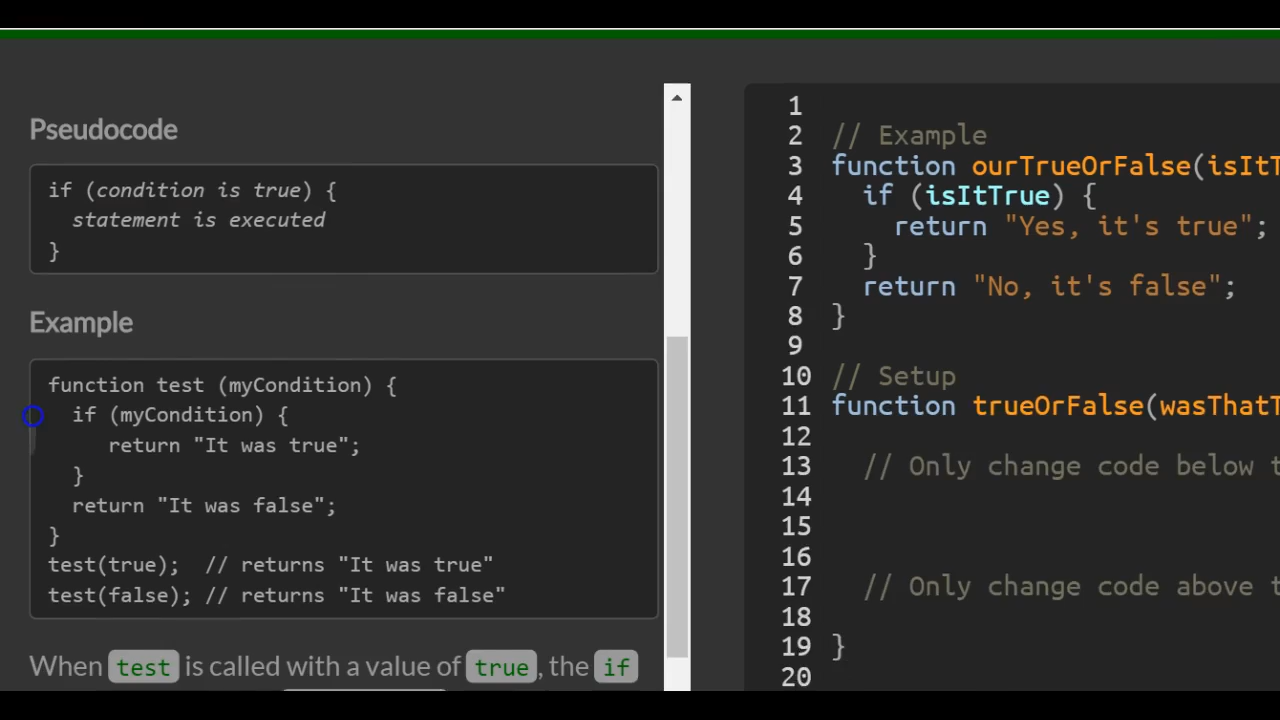 Pseudocode
if (condition is true) {
  statement is executed
}
Example
function test (myCondition) {
  if (myCondition) {
     return "It was true";
  }
  return "It was false";
}
test(true);  // returns "It was true"
test(false); // returns "It was false"
When test is called with a value of true, the if
1
2 // Example
3 function ourTrueOrFalse(isItT
4   if (isItTrue) {
5     return "Yes, it's true";
6   }
7   return "No, it's false";
8 }
9
10 // Setup
11 function trueOrFalse(wasThatT
12
13   // Only change code below t
14
15
16
17   // Only change code above t
18
19 }
20